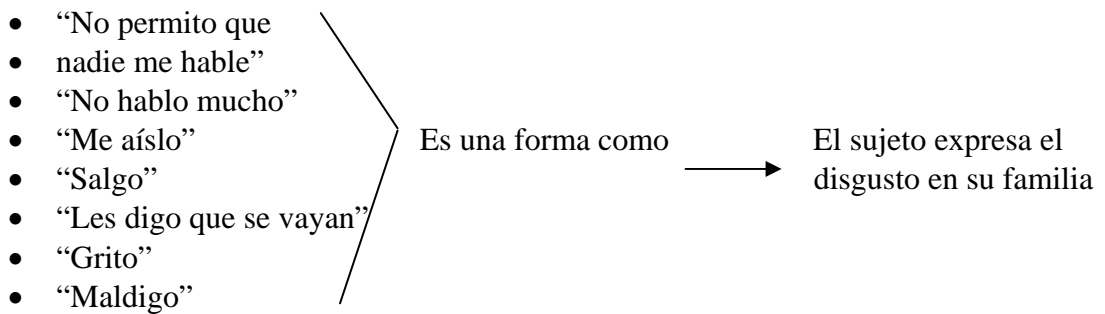 • “No permito que
• nadie me hable”
• “No hablo mucho”
• “Me aíslo” Es una forma como El sujeto expresa el
• “Salgo” disgusto en su familia
• “Les digo que se vayan”
• “Grito”
• “Maldigo”